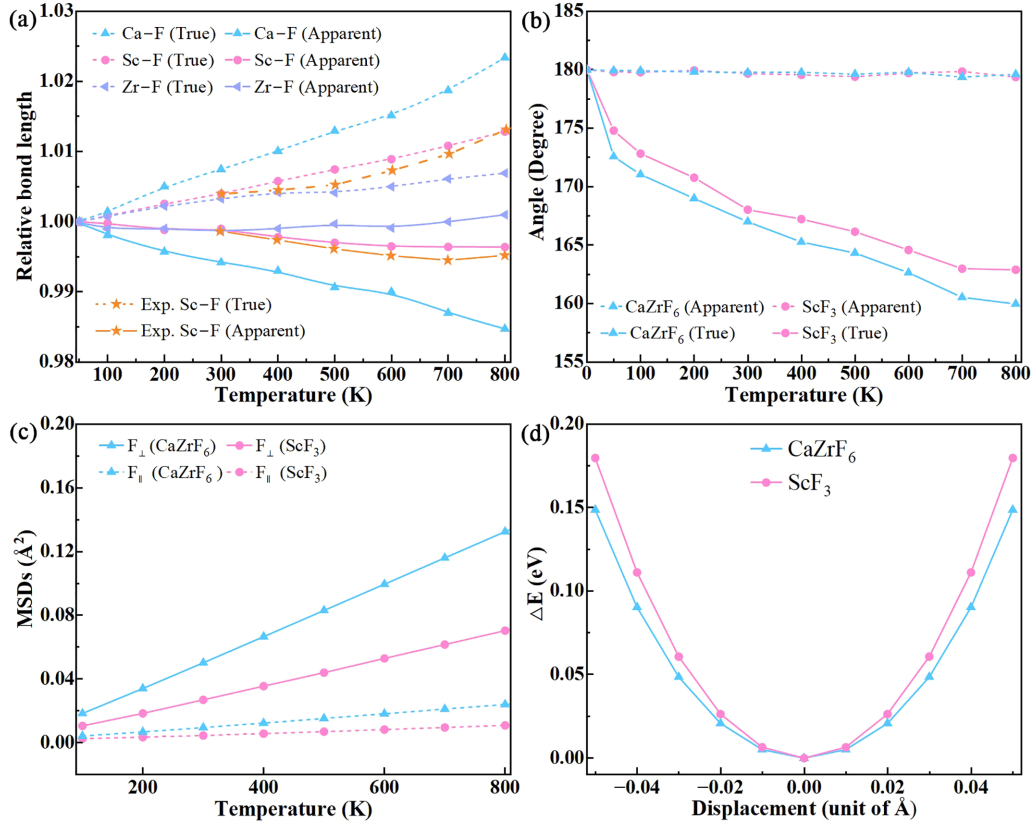 (a)
1.03
1.02
1.01
1.00
0.99
0.98
Relative bond length
Ca−F (True) Ca−F (Apparent)
Sc−F (True) Sc−F (Apparent)
Zr−F (True) Zr−F (Apparent)
Exp. Sc−F (True)
Exp. Sc−F (Apparent)
100 200 300 400 500 600 700 800
Temperature (K)
(b)
185
180
175
170
165
160
155
Angle (Degree)
CaZrF6 (Apparent) ScF3 (Apparent)
CaZrF6 (True) ScF3 (True)
0 100 200 300 400 500 600 700 800
Temperature (K)
(c)
0.20
0.16
0.12
0.08
0.04
0.00
MSDs (Å2)
F⊥ (CaZrF6) F⊥ (ScF3)
F∥ (CaZrF6 ) F∥ (ScF3)
200 400 600 800
Temperature (K)
(d)
0.20
0.15
0.10
0.05
0.00
△E (eV)
CaZrF6
ScF3
−0.04 −0.02 0.00 0.02 0.04
Displacement (unit of Å)